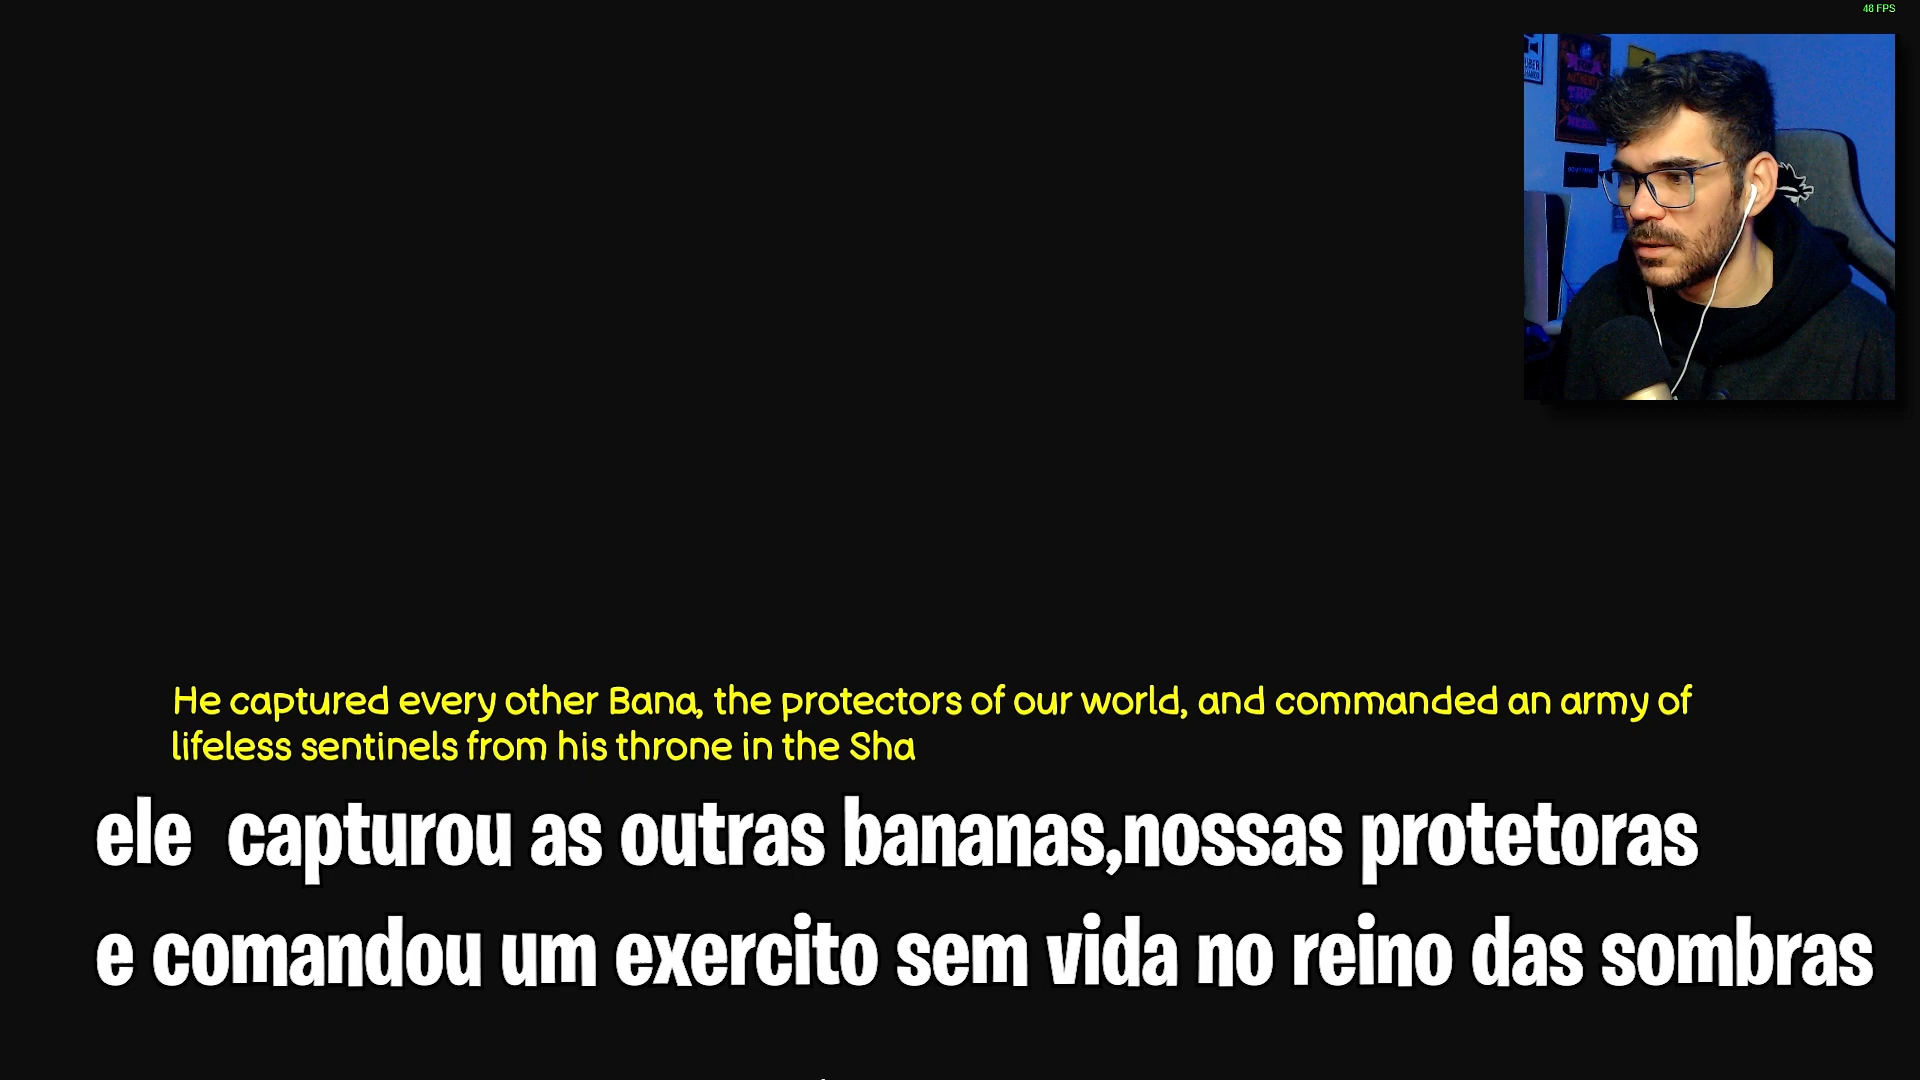 48 FPS
He captured every other Bana, the protectors of our world, and commanded an army of
lifeless sentinels from his throne in the Sha
ele capturou as outras bananas,nossas protetoras
e comandou um exercito sem vida no reino das sombras